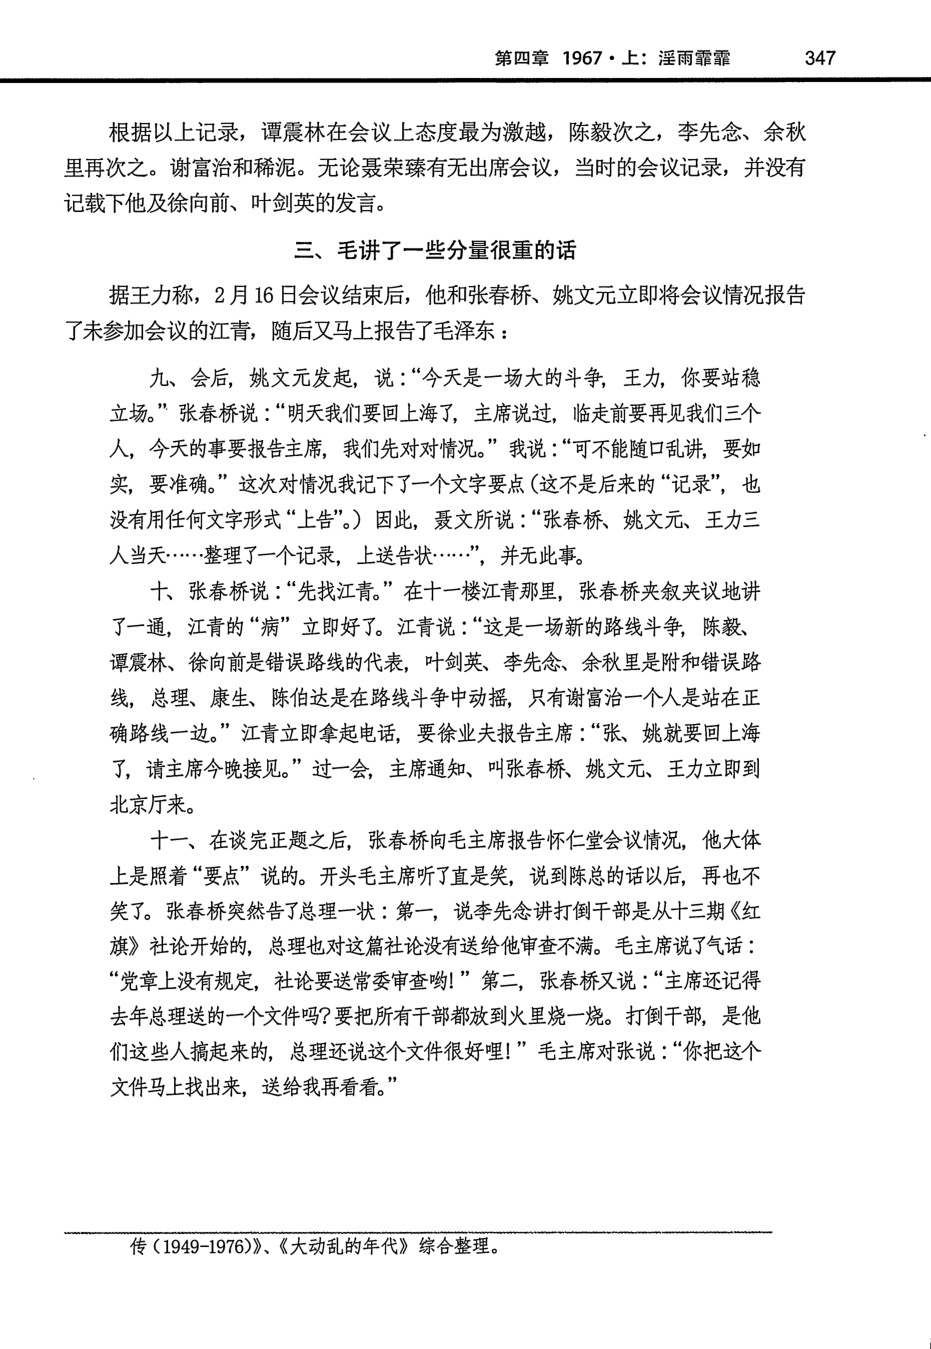 第四章 1967·上：淫雨霏霏 347
根据以上记录，谭震林在会议上态度最为激越，陈毅次之，李先念、余秋
里再次之。谢富治和稀泥。无论聂荣臻有无出席会议，当时的会议记录，并没有
记载下他及徐向前、叶剑英的发言。
三、毛讲了一些分量很重的话
据王力称，2月16日会议结束后，他和张春桥、姚文元立即将会议情况报告
了未参加会议的江青，随后又马上报告了毛泽东：
九、会后，姚文元发起，说：“今天是一场大的斗争，王力，你要站稳
立场。”张春桥说：“明天我们要回上海了，主席说过，临走前要再见我们三个
人，今天的事要报告主席，我们先对对情况。”我说：“可不能随口乱讲，要如
实，要准确。”这次对情况我记下了一个文字要点（这不是后来的“记录”，也
没有用任何文字形式“上告”。）因此，聂文所说：“张春桥、姚文元、王力三
人当天……整理了一个记录，上送告状……”，并无此事。
十、张春桥说：“先找江青。”在十一楼江青那里，张春桥夹叙夹议地讲
了一通，江青的“病”立即好了。江青说：“这是一场新的路线斗争，陈毅、
谭震林、徐向前是错误路线的代表，叶剑英、李先念、余秋里是附和错误路
线，总理、康生、陈伯达是在路线斗争中动摇，只有谢富治一个人是站在正
确路线一边。”江青立即拿起电话，要徐业夫报告主席：“张、姚就要回上海
了，请主席今晚接见。”过一会，主席通知、叫张春桥、姚文元、王力立即到
北京厅来。
十一、在谈完正题之后，张春桥向毛主席报告怀仁堂会议情况，他大体
上是照着“要点”说的。开头毛主席听了直是笑，说到陈总的话以后，再也不
笑了。张春桥突然告了总理一状：第一，说李先念讲打倒干部是从十三期《红
旗》社论开始的，总理也对这篇社论没有送给他审查不满。毛主席说了气话：
“党章上没有规定，社论要送常委审查哟！”第二，张春桥又说：“主席还记得
去年总理送的一个文件吗？要把所有干部都放到火里烧一烧。打倒干部，是他
们这些人搞起来的，总理还说这个文件很好哩！”毛主席对张说：“你把这个
文件马上找出来，送给我再看看。”
传（1949-1976）》、《大动乱的年代》综合整理。